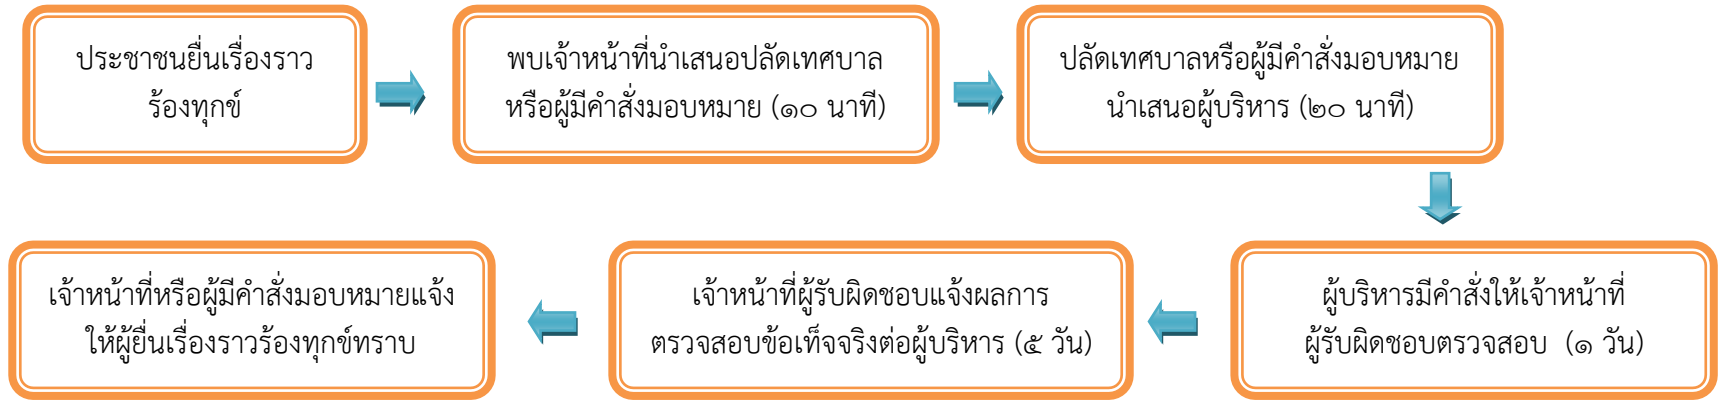 ประชาชนยื่นเรื่องราว
ร้องทุกข์
พบเจ้าหน้าที่นำเสนอปลัดเทศบาล
หรือผู้มีคำสั่งมอบหมาย (๑๐ นาที)
ปลัดเทศบาลหรือผู้มีคำสั่งมอบหมาย
นำเสนอผู้บริหาร (๒๐ นาที)
ผู้บริหารมีคำสั่งให้เจ้าหน้าที่
ผู้รับผิดชอบตรวจสอบ  (๑ วัน)
เจ้าหน้าที่ผู้รับผิดชอบแจ้งผลการ
ตรวจสอบข้อเท็จจริงต่อผู้บริหาร (๕ วัน)
เจ้าหน้าที่หรือผู้มีคำสั่งมอบหมายแจ้ง
ให้ผู้ยื่นเรื่องราวร้องทุกข์ทราบ